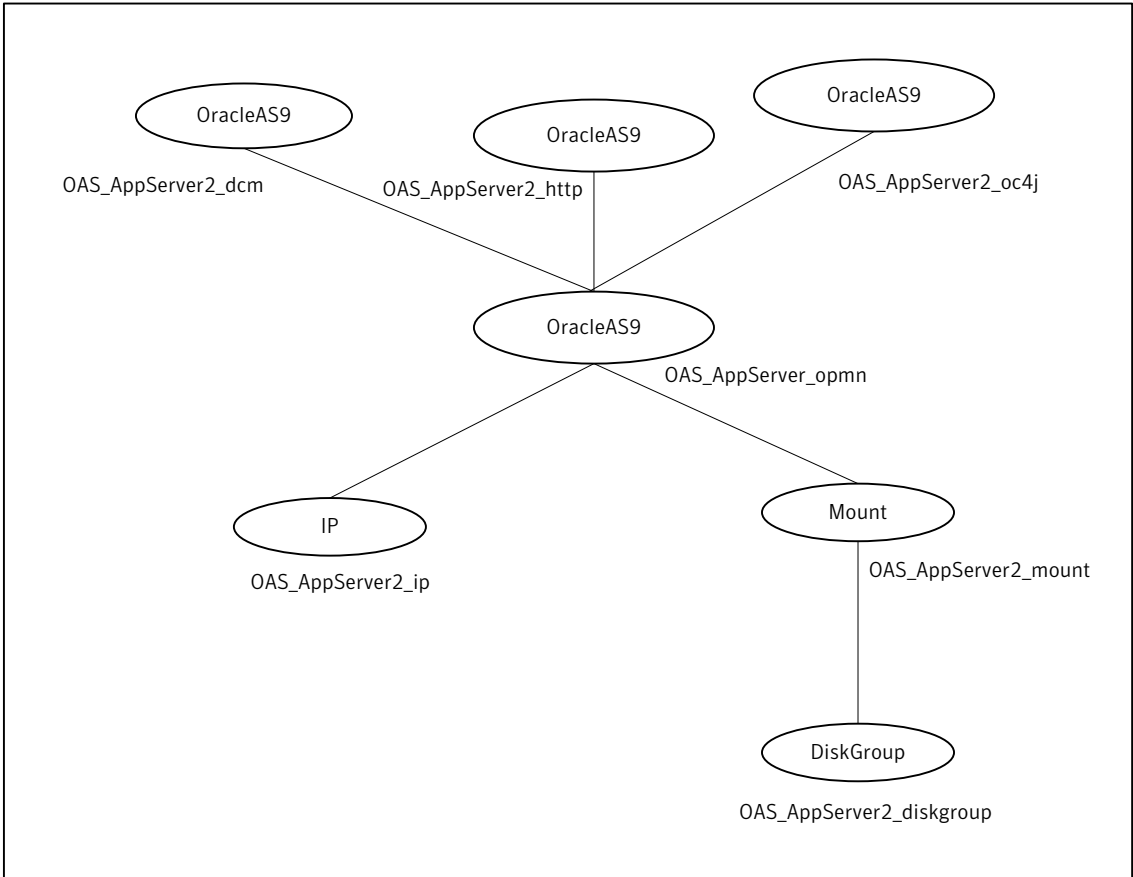 OracleAS9
OracleAS9
OracleAS9
OAS_AppServer2_dcm
OAS_AppServer2_http
OAS_AppServer2_oc4j
OracleAS9
OAS_AppServer_opmn
IP
Mount
OAS_AppServer2_ip
OAS_AppServer2_mount
DiskGroup
OAS_AppServer2_diskgroup